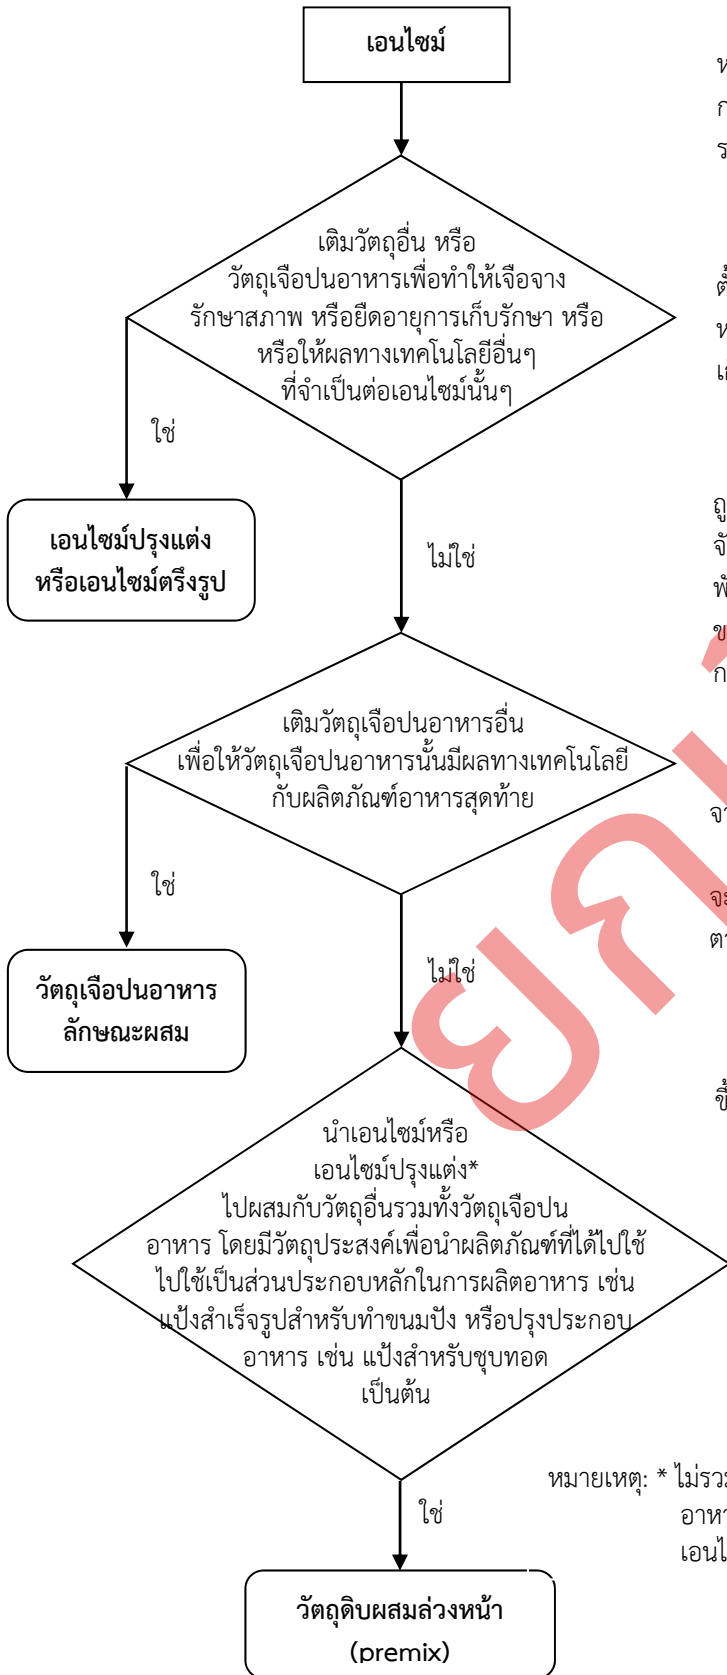 เอนไซม์
เติมวัตถุอื่น หรือ
วัตถุเจือปนอาหารเพื่อทำให้เจือจาง
รักษาสภาพ หรือยืดอายุการเก็บรักษา หรือ
หรือให้ผลทางเทคโนโลยีอื่นๆ
ที่จำเป็นต่อเอนไซม์นั้นๆ
ใช่
เอนไซม์ปรุงแต่ง
หรือเอนไซม์ตรึงรูป
ไม่ใช่
เติมวัตถุเจือปนอาหารอื่น
เพื่อให้วัตถุเจือปนอาหารนั้นมีผลทางเทคโนโลยี
กับผลิตภัณฑ์อาหารสุดท้าย
ใช่
วัตถุเจือปนอาหาร
ลักษณะผสม
ไม่ใช่
นำเอนไซม์หรือ
เอนไซม์ปรุงแต่ง*
ไปผสมกับวัตถุอื่นรวมทั้งวัตถุเจือปน
อาหาร โดยมีวัตถุประสงค์เพื่อนำผลิตภัณฑ์ที่ได้ไปใช้
ไปใช้เป็นส่วนประกอบหลักในการผลิตอาหาร เช่น
แป้งสำเร็จรูปสำหรับทำขนมปัง หรือปรุงประกอบ
อาหาร เช่น แป้งสำหรับชุบทอด
เป็นต้น
หมายเหตุ: * ไม่รวม
ใช่
วัตถุดิบผสมล่วงหน้า
(premix)